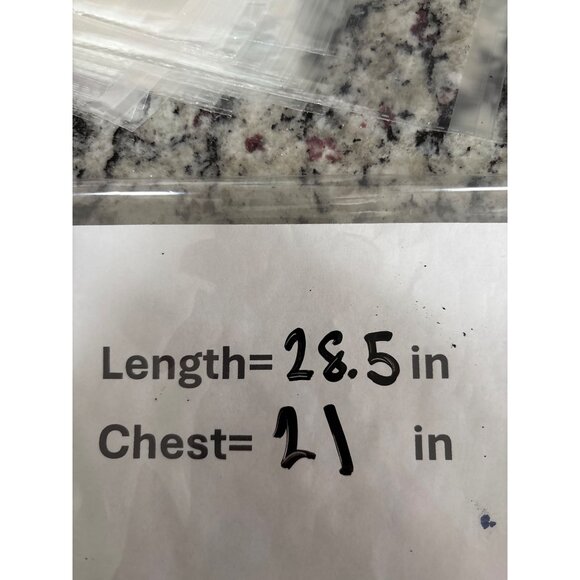 Length= 28.5 in
Chest= 21 in